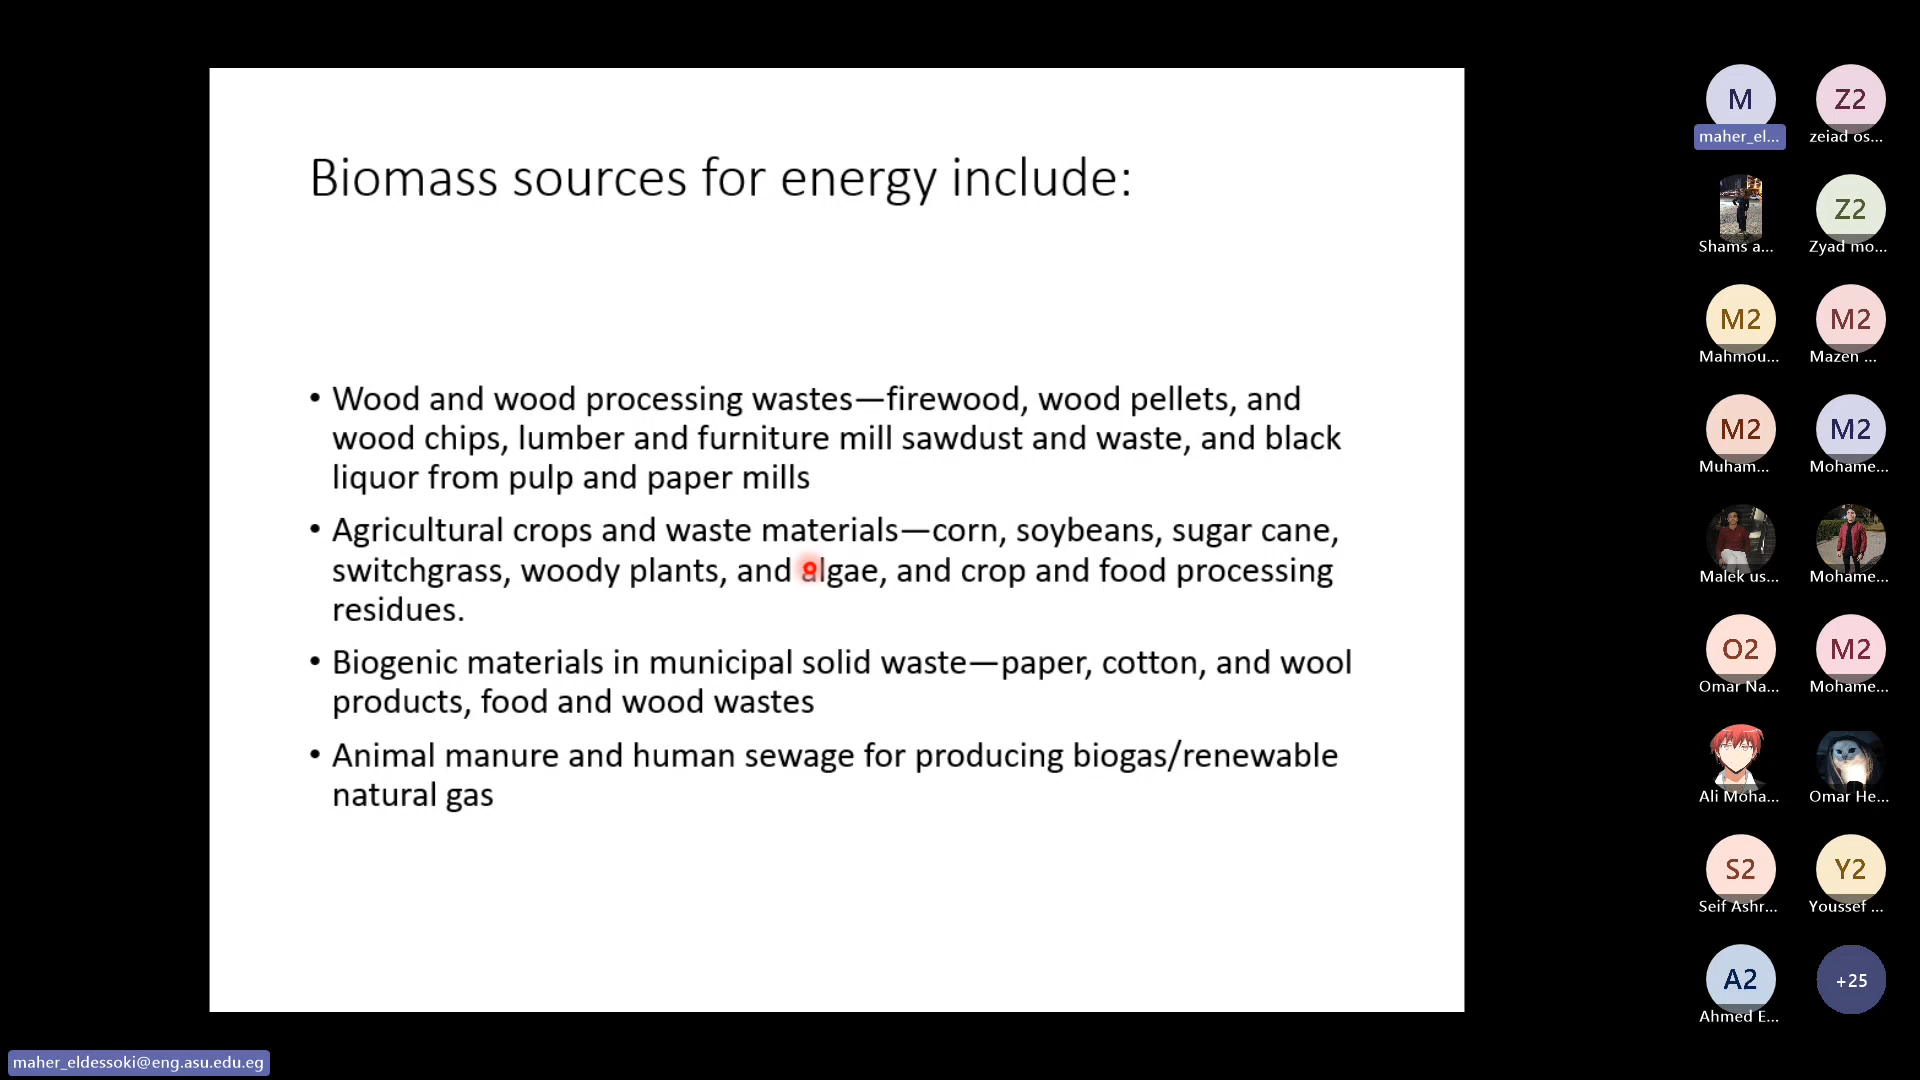 Biomass sources for energy include:
• Wood and wood processing wastes—firewood, wood pellets, and
wood chips, lumber and furniture mill sawdust and waste, and black
liquor from pulp and paper mills
• Agricultural crops and waste materials—corn, soybeans, sugar cane,
switchgrass, woody plants, and algae, and crop and food processing
residues.
• Biogenic materials in municipal solid waste—paper, cotton, and wool
products, food and wood wastes
• Animal manure and human sewage for producing biogas/renewable
natural gas
M Z2
maher_el... zeiad os...
Z2
Shams a... Zyad mo...
M2 M2
Mahmou... Mazen ...
M2 M2
Muham... Mohame...
Malek us... Mohame...
O2 M2
Omar Na... Mohame...
Ali Moha... Omar He...
S2 Y2
Seif Ashr... Youssef ...
A2 +25
Ahmed E...
maher_eldessoki@eng.asu.edu.eg